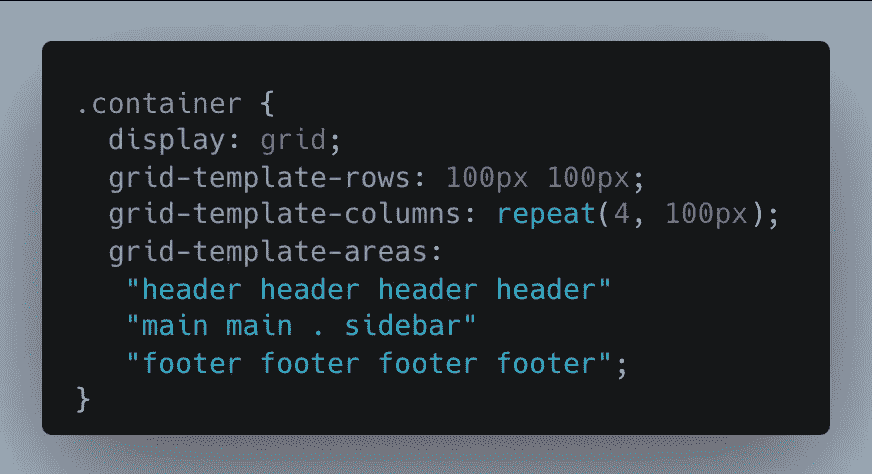 .container {
  display: grid;
  grid-template-rows: 100px 100px;
  grid-template-columns: repeat(4, 100px);
  grid-template-areas:
   "header header header header"
   "main main . sidebar"
   "footer footer footer footer";
}